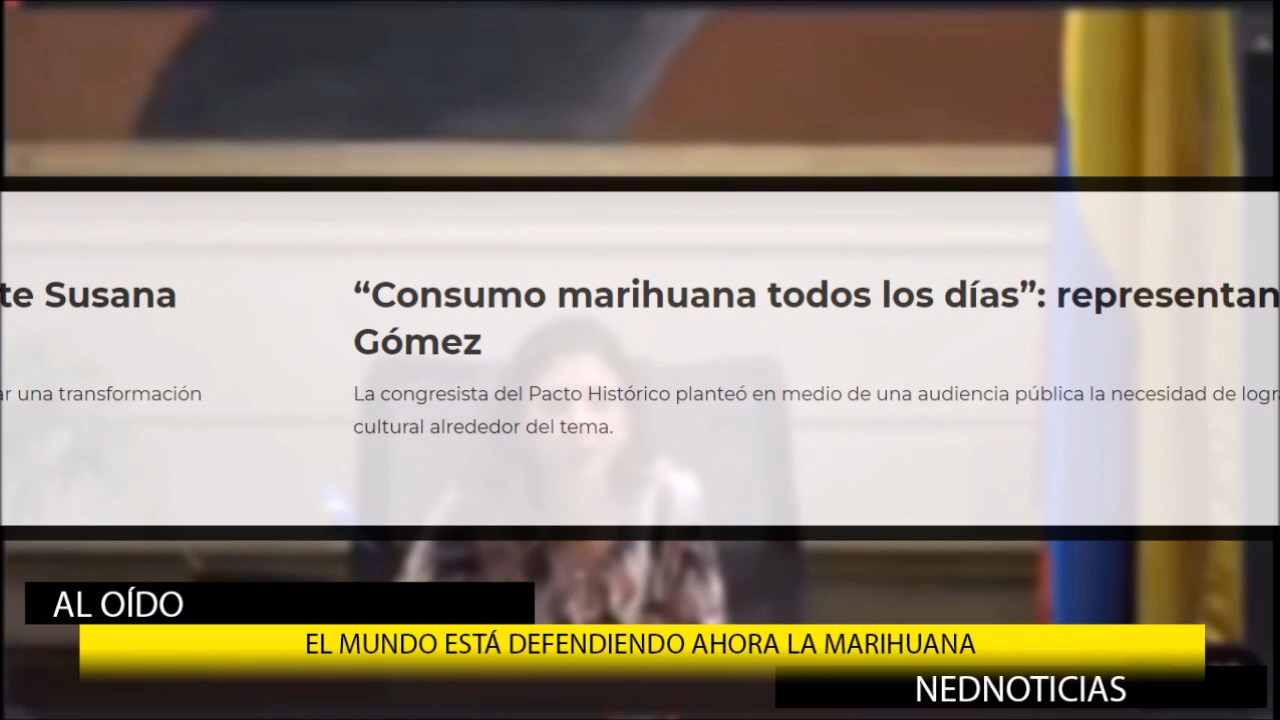 te Susana
“Consumo marihuana todos los días”: representan
Gómez
ar una transformación
La congresista del Pacto Histórico planteó en medio de una audiencia pública la necesidad de logra
cultural alrededor del tema.
AL OÍDO
EL MUNDO ESTÁ DEFENDIENDO AHORA LA MARIHUANA
NEDNOTICIAS